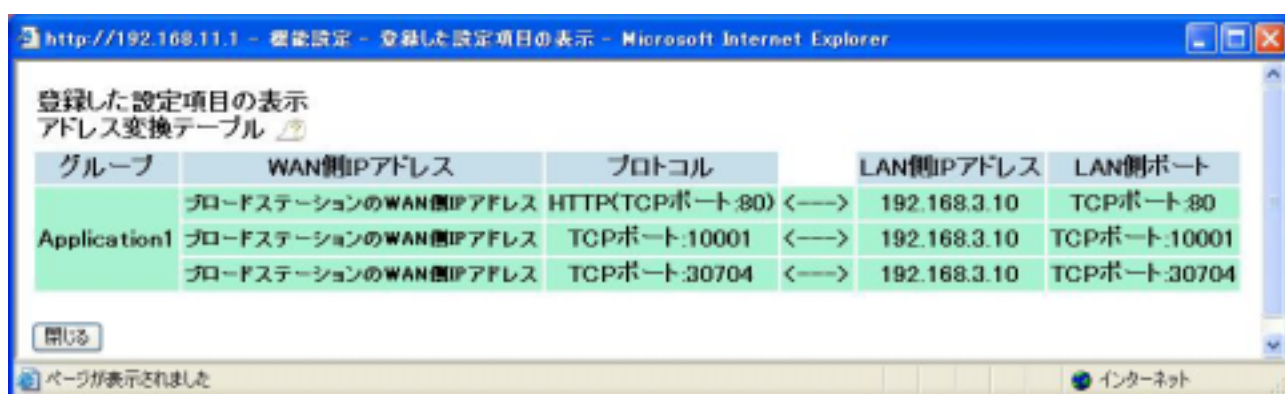 http://192.168.11.1 - 機能設定 - 登録した設定項目の表示 - Microsoft Internet Explorer
登録した設定項目の表示
アドレス変換テーブル
グループ WAN側IPアドレス プロトコル LAN側IPアドレス LAN側ポート
ブロードステーションのWAN側IPアドレス HTTP(TCPポート:80) <---> 192.168.3.10 TCPポート:80
Application1 ブロードステーションのWAN側IPアドレス TCPポート:10001 <---> 192.168.3.10 TCPポート:10001
ブロードステーションのWAN側IPアドレス TCPポート:30704 <---> 192.168.3.10 TCPポート:30704
閉じる
ページが表示されました インターネット